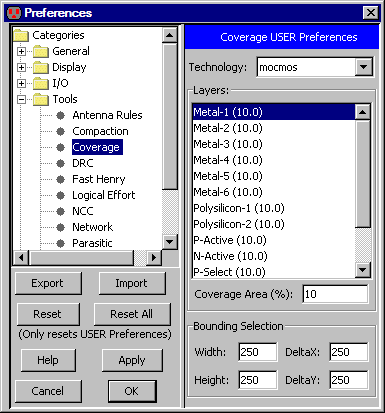 Preferences
Categories
General
Display
I/O
Tools
Antenna Rules
Compaction
Coverage
DRC
Fast Henry
Logical Effort
NCC
Network
Parasitic
Export Import
Reset Reset All
(Only resets USER Preferences)
Help Apply
Cancel OK
Coverage USER Preferences
Technology: mocmos
Layers:
Metal-1 (10.0)
Metal-2 (10.0)
Metal-3 (10.0)
Metal-4 (10.0)
Metal-5 (10.0)
Metal-6 (10.0)
Polysilicon-1 (10.0)
Polysilicon-2 (10.0)
P-Active (10.0)
N-Active (10.0)
P-Select (10.0)
Coverage Area (%): 10
Bounding Selection
Width: 250 DeltaX: 250
Height: 250 DeltaY: 250